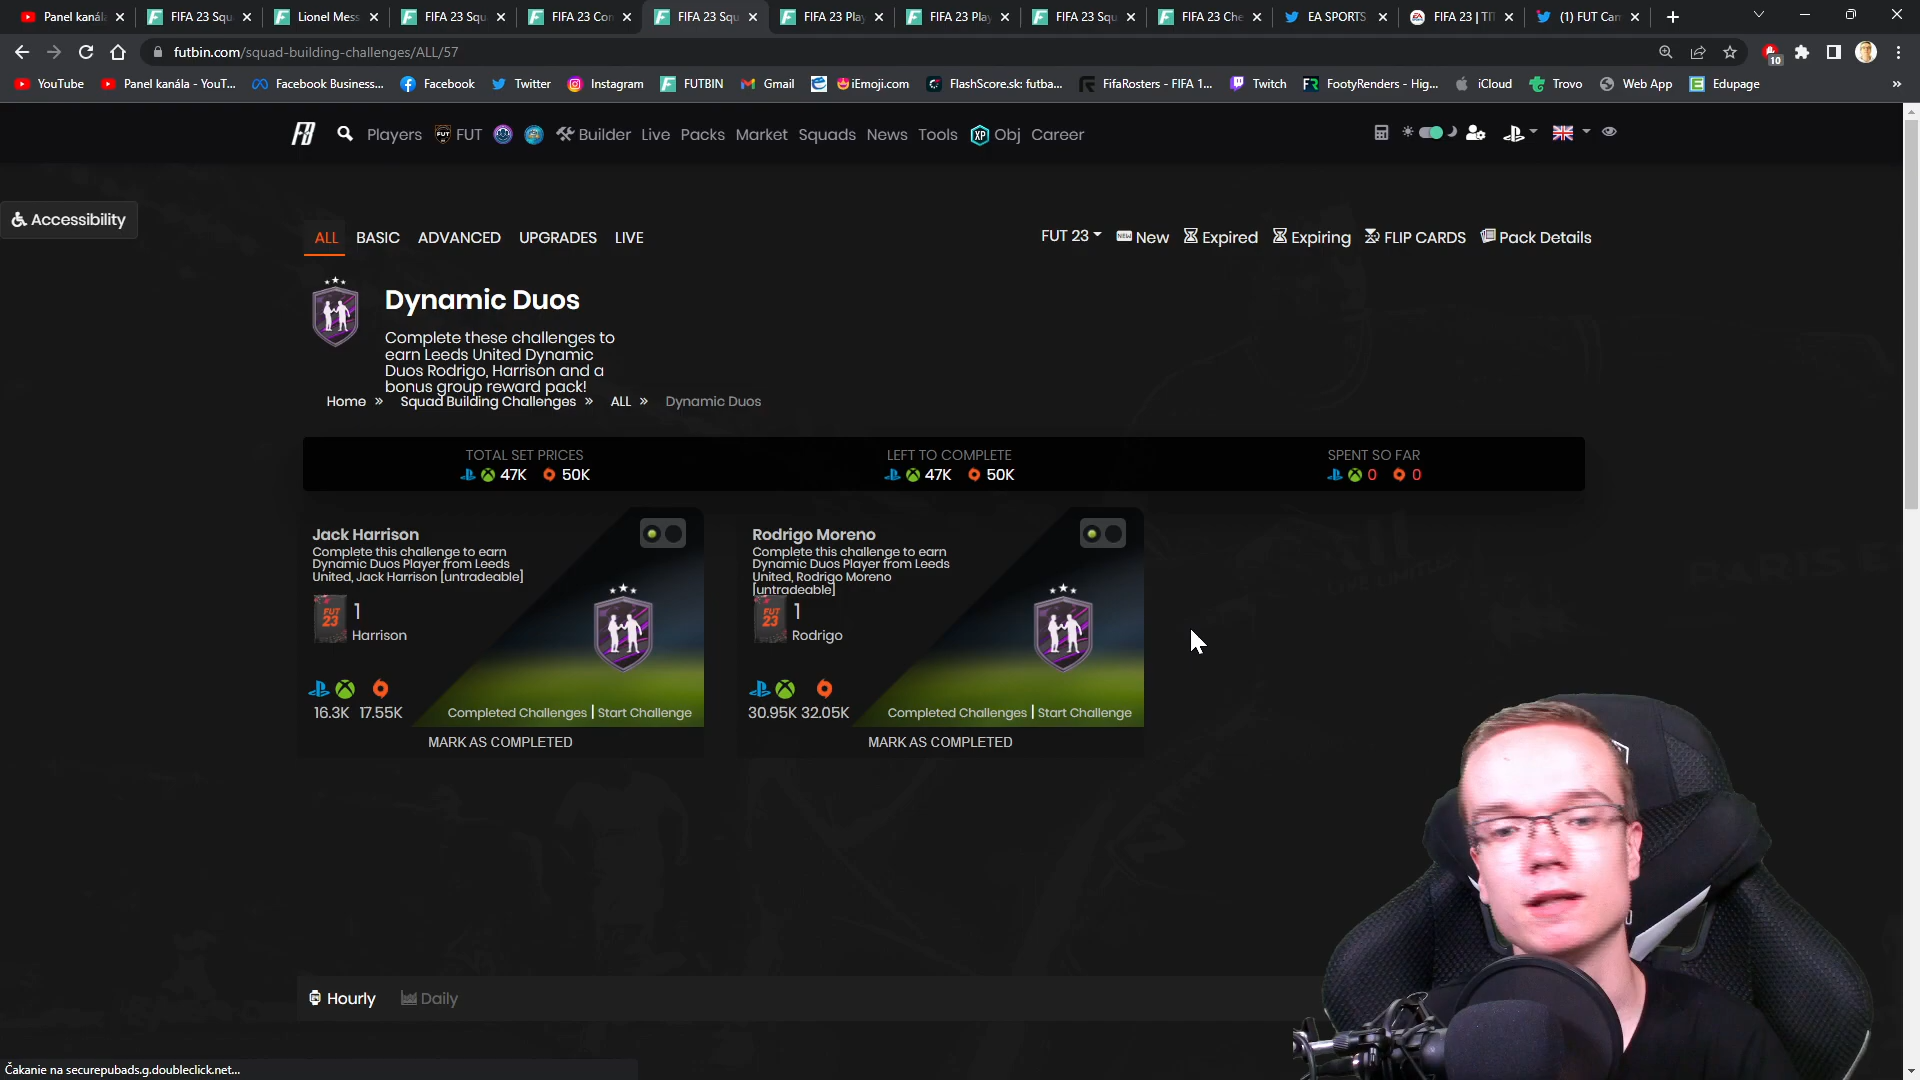 Panel kanál
FIFA 23 Squ
Lionel Mess
FIFA 23 Squ
FIFA 23 Con
FIFA 23 Squ
FIFA 23 Play
FIFA 23 Play
FIFA 23 Squ
FIFA 23 Che
EA SPORTS
FIFA 23 | TIT
(1) FUT Cam
futbin.com/squad-building-challenges/ALL/57
10
YouTube
Panel kanála - YouT...
Facebook Business...
Facebook
Twitter
Instagram
FUTBIN
Gmail
iEmoji.com
FlashScore.sk: futba...
FifaRosters - FIFA 1...
Twitch
FootyRenders - Hig...
iCloud
Trovo
Web App
Edupage
Players
FUT
Builder
Live
Packs
Market
Squads
News
Tools
XP Obj
Career
Accessibility
ALL
BASIC
ADVANCED
UPGRADES
LIVE
FUT 23
New
Expired
Expiring
FLIP CARDS
Pack Details
Dynamic Duos
Complete these challenges to
earn Leeds United Dynamic
Duos Rodrigo, Harrison and a
bonus group reward pack!
Home » Squad Building Challenges » ALL » Dynamic Duos
TOTAL SET PRICES
47K 50K
LEFT TO COMPLETE
47K 50K
SPENT SO FAR
0 0
Jack Harrison
Complete this challenge to earn
Dynamic Duos Player from Leeds
United, Jack Harrison [untradeable]
FUT 23
1
Harrison
16.3K 17.55K
Completed Challenges | Start Challenge
MARK AS COMPLETED
Rodrigo Moreno
Complete this challenge to earn
Dynamic Duos Player from Leeds
United, Rodrigo Moreno
[untradeable]
FUT 23
1
Rodrigo
30.95K 32.05K
Completed Challenges | Start Challenge
MARK AS COMPLETED
Hourly
Daily
Čakanie na securepubads.g.doubleclick.net...